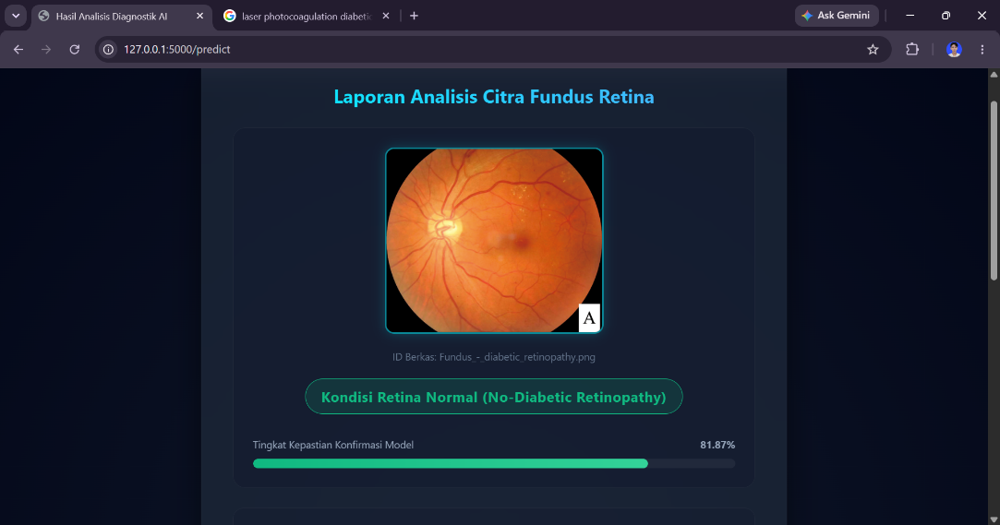 Hasil Analisis Diagnostik AI
laser photocoagulation diabetic
Ask Gemini
127.0.0.1:5000/predict
Laporan Analisis Citra Fundus Retina
A
ID Berkas: Fundus_-_diabetic_retinopathy.png
Kondisi Retina Normal (No-Diabetic Retinopathy)
Tingkat Kepastian Konfirmasi Model 81.87%